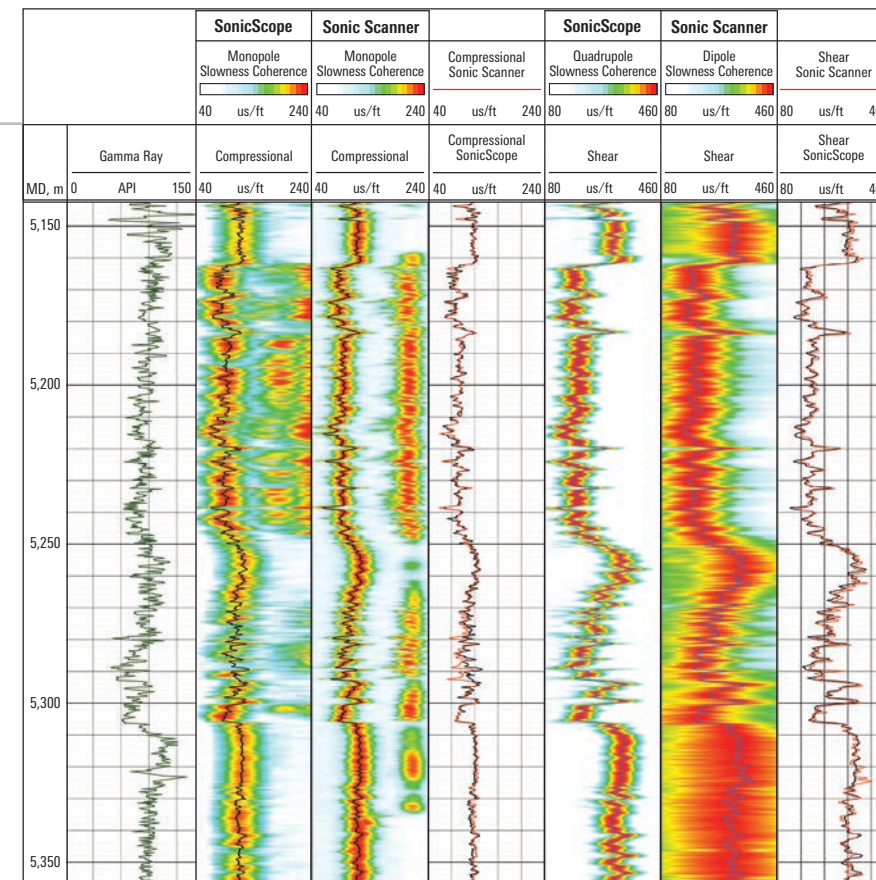 SonicScope Sonic Scanner SonicScope Sonic Scanner
Monopole Slowness Coherence
40 us/ft 240
Monopole Slowness Coherence
40 us/ft 240
Compressional Sonic Scanner
40 us/ft 240
Quadrupole Slowness Coherence
80 us/ft 460
Dipole Slowness Coherence
80 us/ft 460
Shear Sonic Scanner
80 us/ft 4
MD, m
Gamma Ray
0 API 150
Compressional
40 us/ft 240
Compressional
40 us/ft 240
Compressional SonicScope
40 us/ft 240
Shear
80 us/ft 460
Shear
80 us/ft 460
Shear SonicScope
80 us/ft 4
5,150
5,200
5,250
5,300
5,350